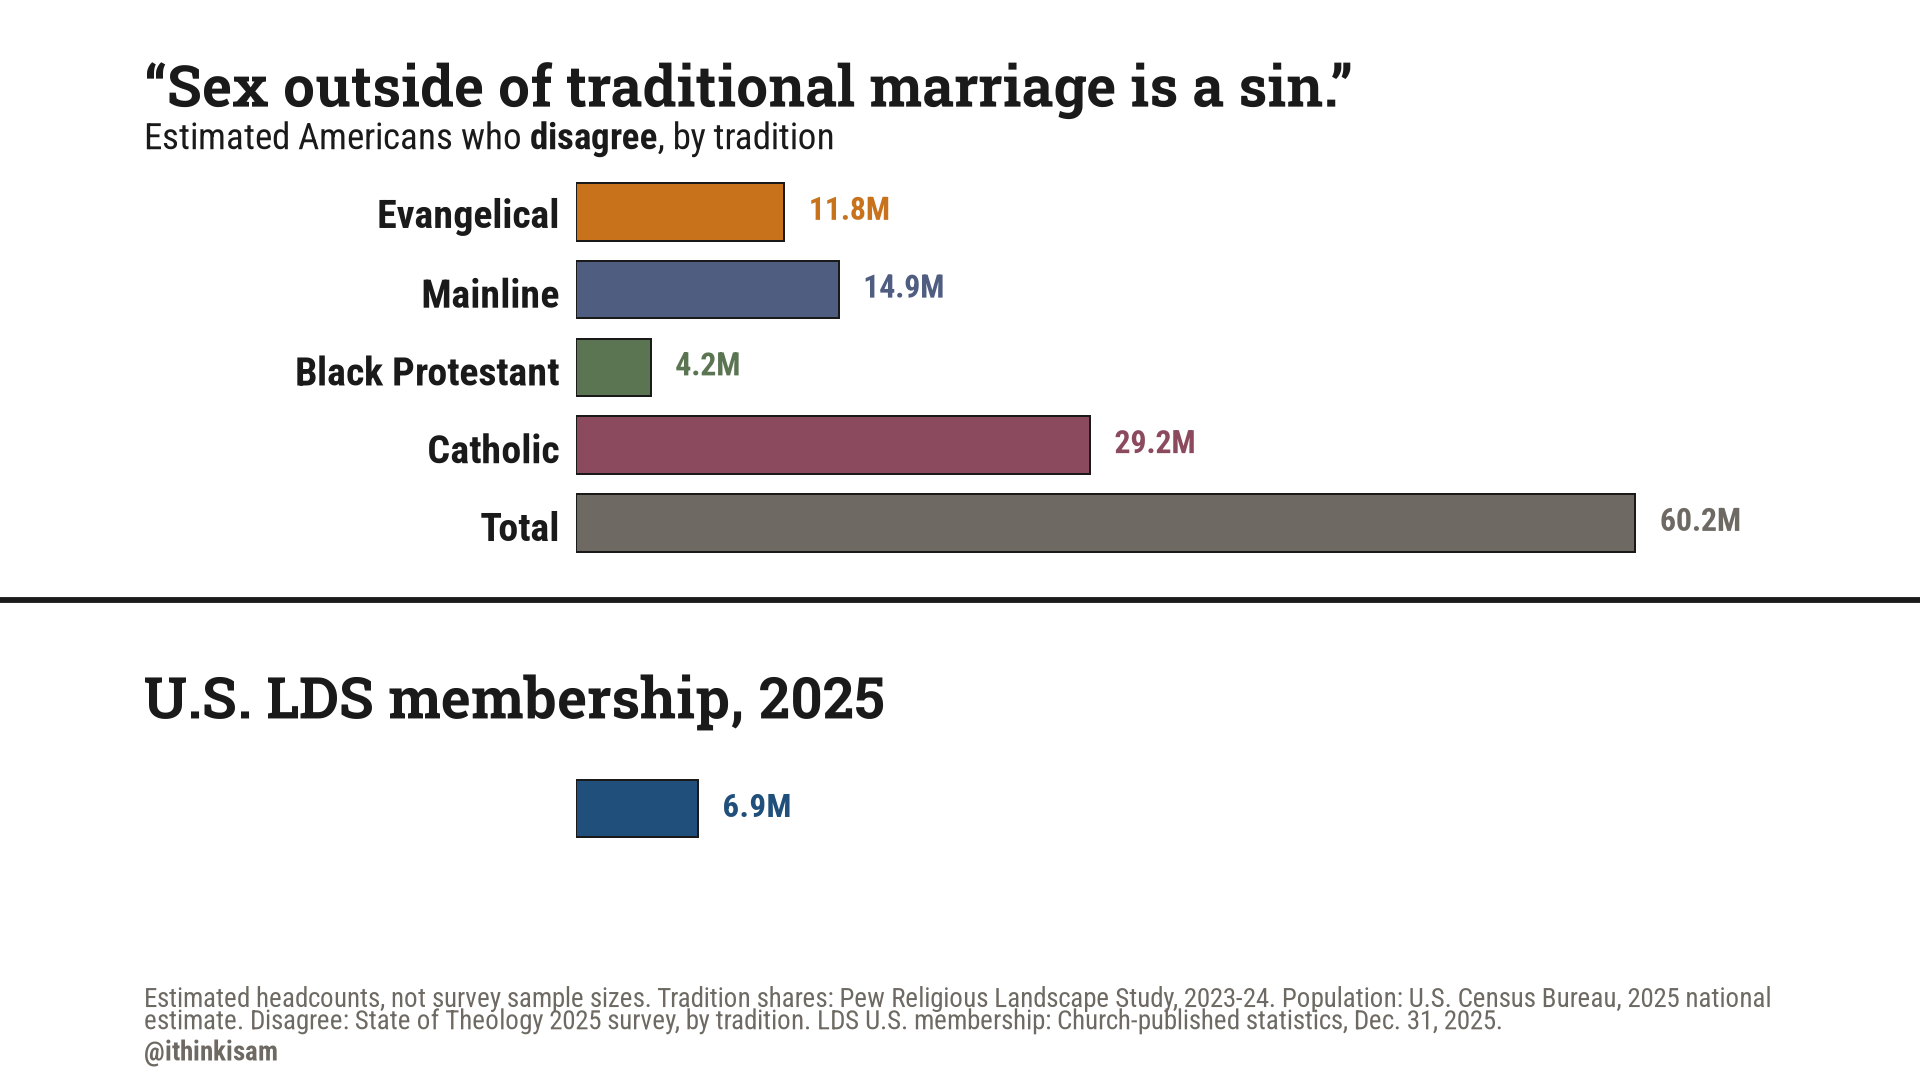 “Sex outside of traditional marriage is a sin.”
Estimated Americans who disagree, by tradition
Evangelical 11.8M
Mainline 14.9M
Black Protestant 4.2M
Catholic 29.2M
Total 60.2M
U.S. LDS membership, 2025
6.9M
Estimated headcounts, not survey sample sizes. Tradition shares: Pew Religious Landscape Study, 2023-24. Population: U.S. Census Bureau, 2025 national
estimate. Disagree: State of Theology 2025 survey, by tradition. LDS U.S. membership: Church-published statistics, Dec. 31, 2025.
@ithinkisam